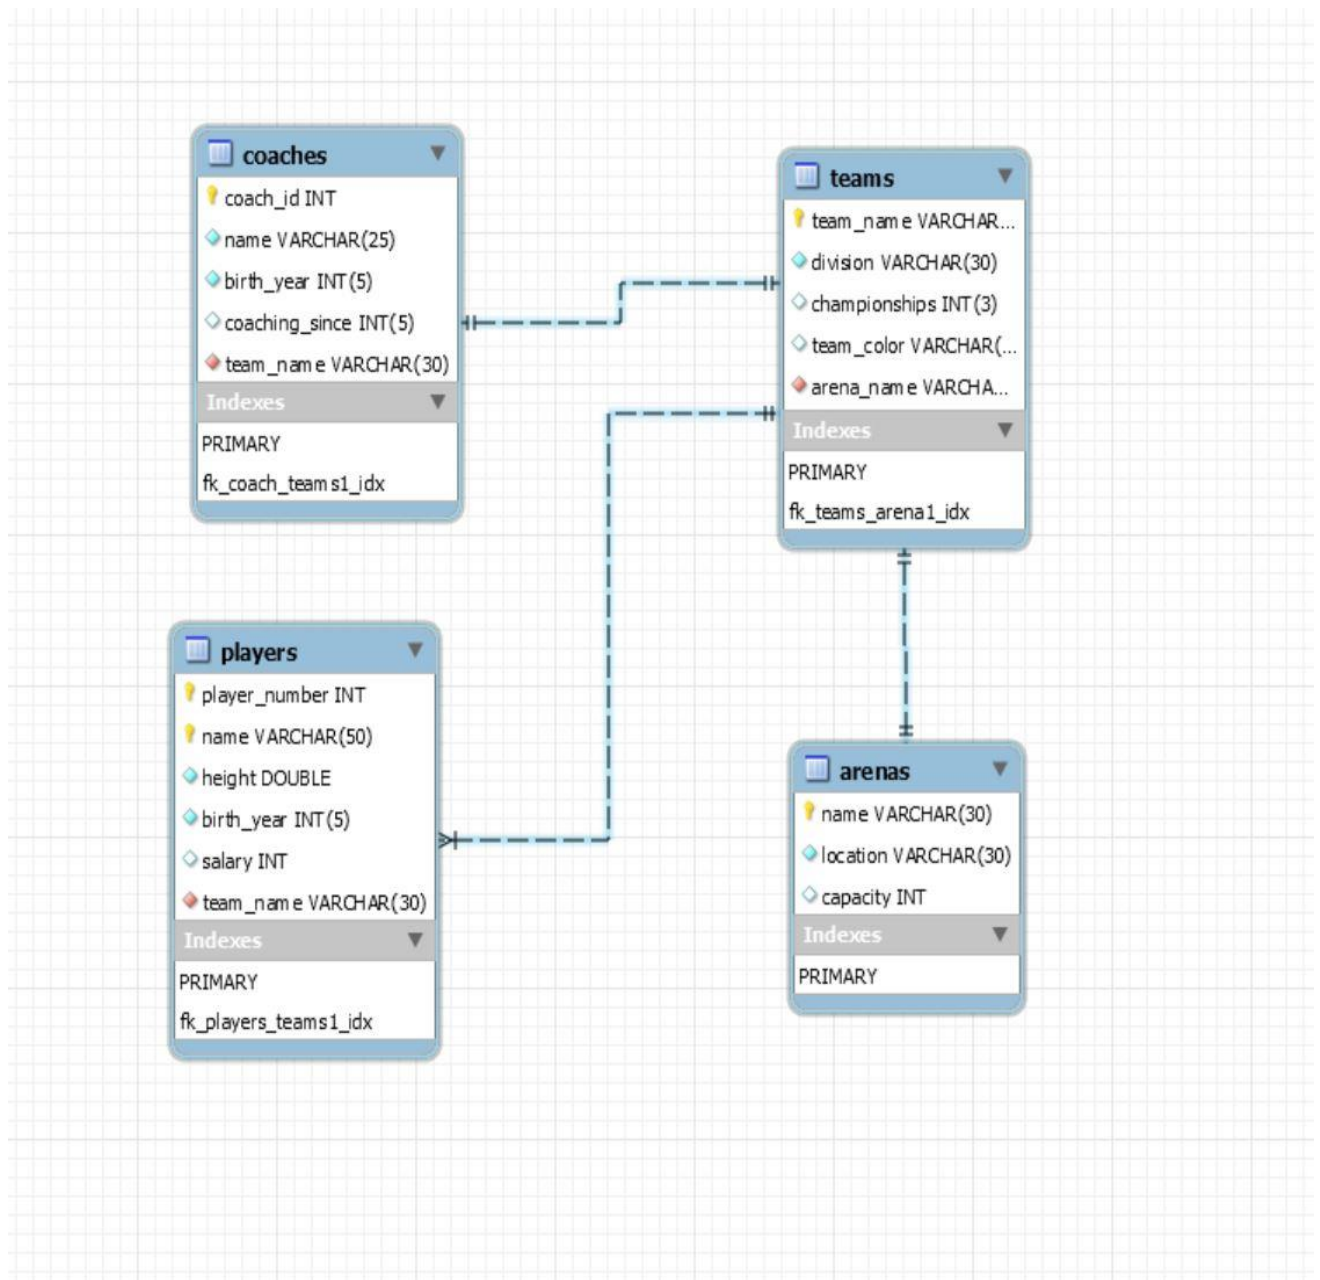 coaches
coach_id INT
name VARCHAR(25)
birth_year INT(5)
coaching_since INT(5)
team_name VARCHAR(30)
Indexes
PRIMARY
fk_coach_teams1_idx
teams
team_name VARCHAR...
division VARCHAR(30)
championships INT(3)
team_color VARCHAR(...
arena_name VARCHA...
Indexes
PRIMARY
fk_teams_arena1_idx
players
player_number INT
name VARCHAR(50)
height DOUBLE
birth_year INT(5)
salary INT
team_name VARCHAR(30)
Indexes
PRIMARY
fk_players_teams1_idx
arenas
name VARCHAR(30)
location VARCHAR(30)
capacity INT
Indexes
PRIMARY